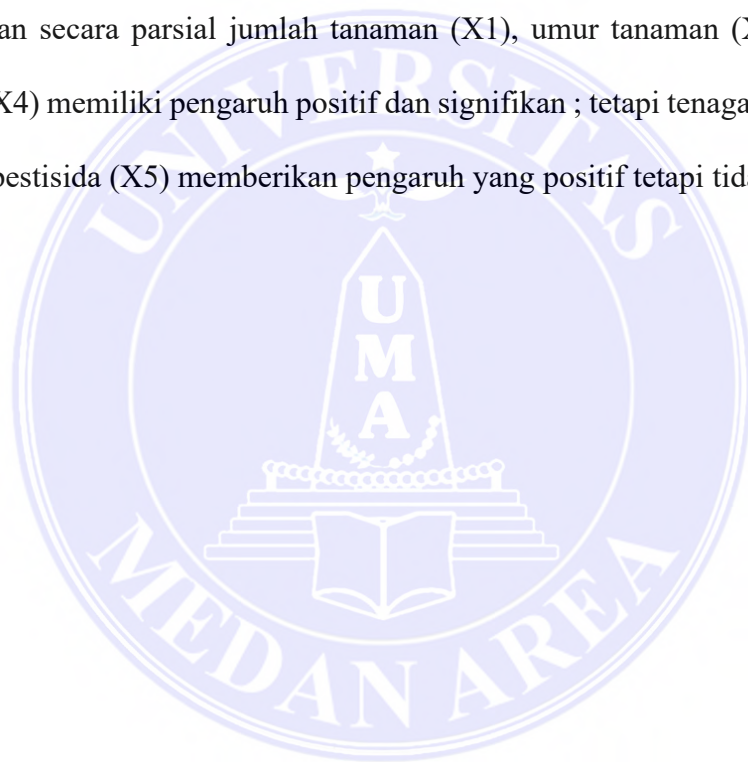 an secara parsial jumlah tanaman (X1), umur tanaman (X
X4) memiliki pengaruh positif dan signifikan ; tetapi tenaga
pestisida (X5) memberikan pengaruh yang positif tetapi tida
UNIVERSITAS
U
M
A
MEDAN AREA